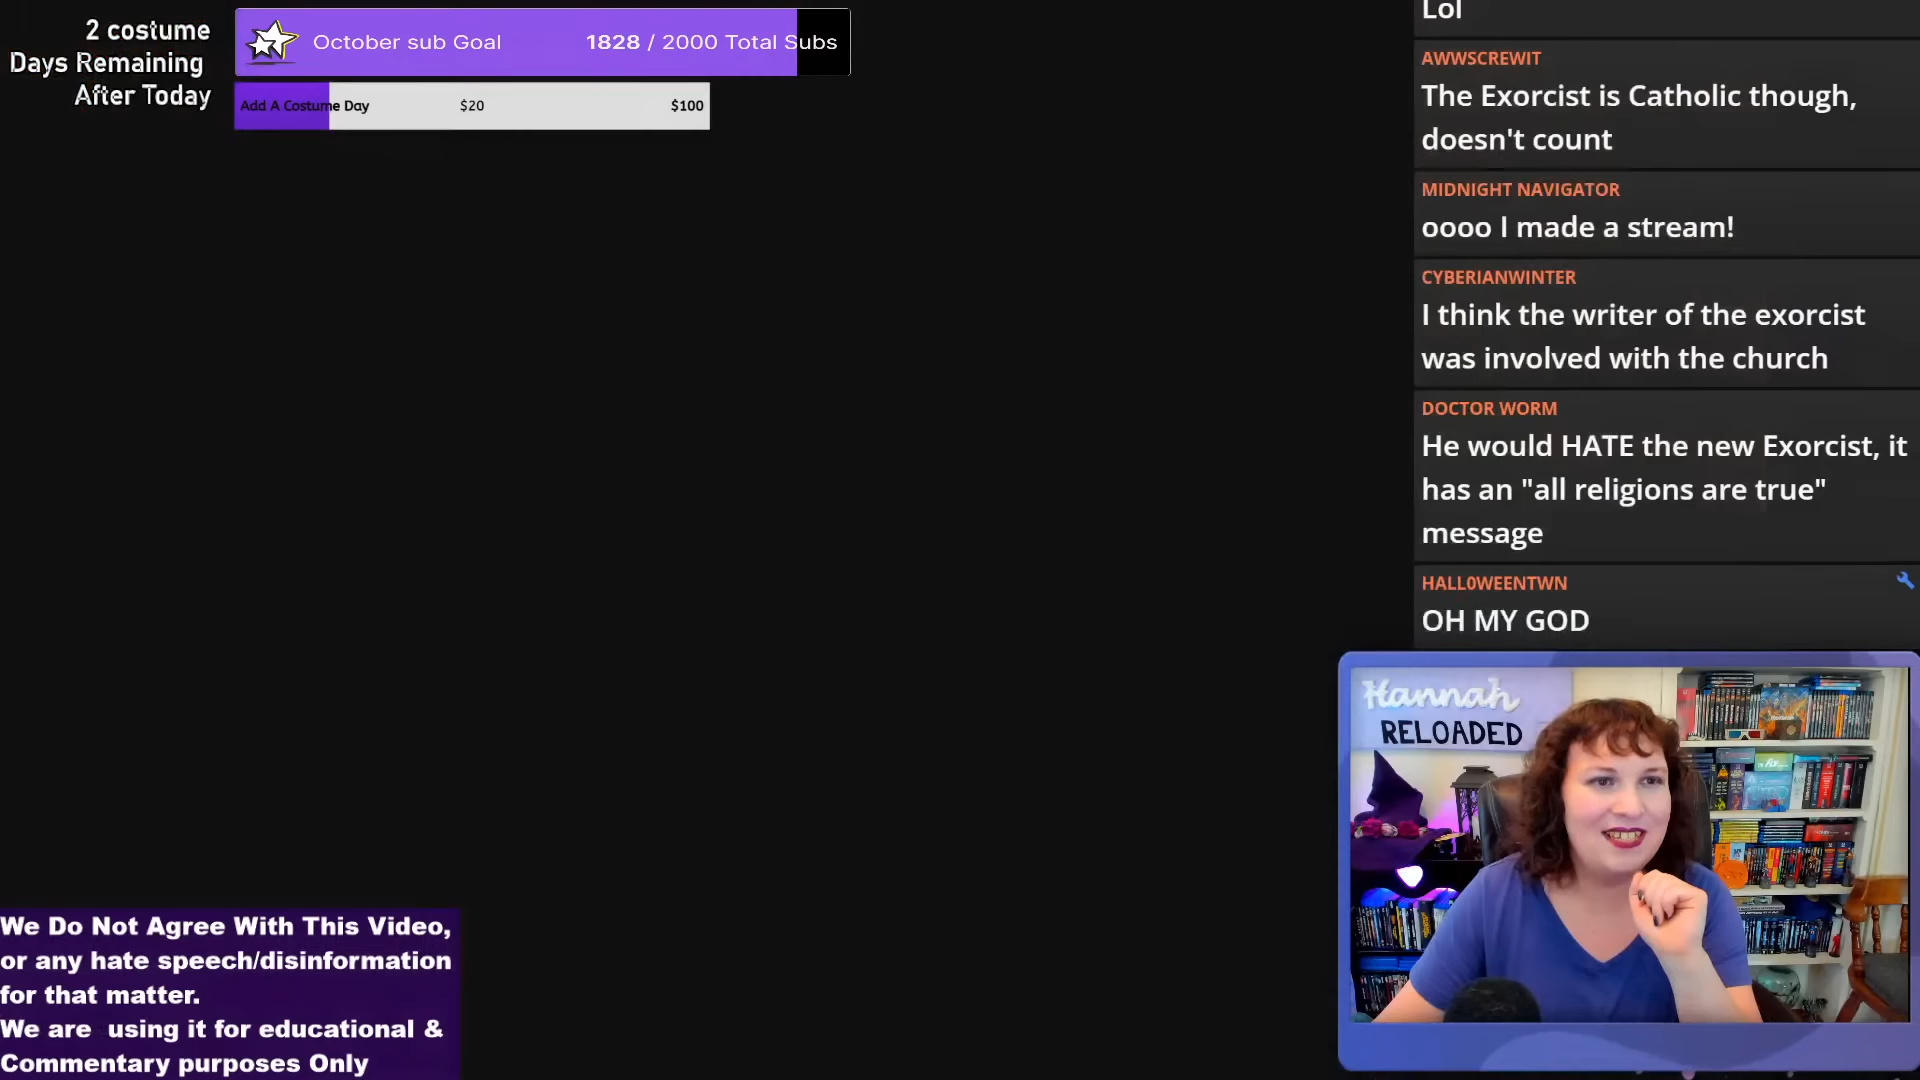 2 costume
Days Remaining
After Today
October sub Goal 1828 / 2000 Total Subs
Add A Costume Day $20 $100
Lol
AWWSCREWIT
The Exorcist is Catholic though,
doesn't count
MIDNIGHT NAVIGATOR
oooo I made a stream!
CYBERIANWINTER
I think the writer of the exorcist
was involved with the church
DOCTOR WORM
He would HATE the new Exorcist, it
has an "all religions are true"
message
HALL0WEENTWN
OH MY GOD
Hannah
RELOADED
We Do Not Agree With This Video,
or any hate speech/disinformation
for that matter.
We are using it for educational &
Commentary purposes Only